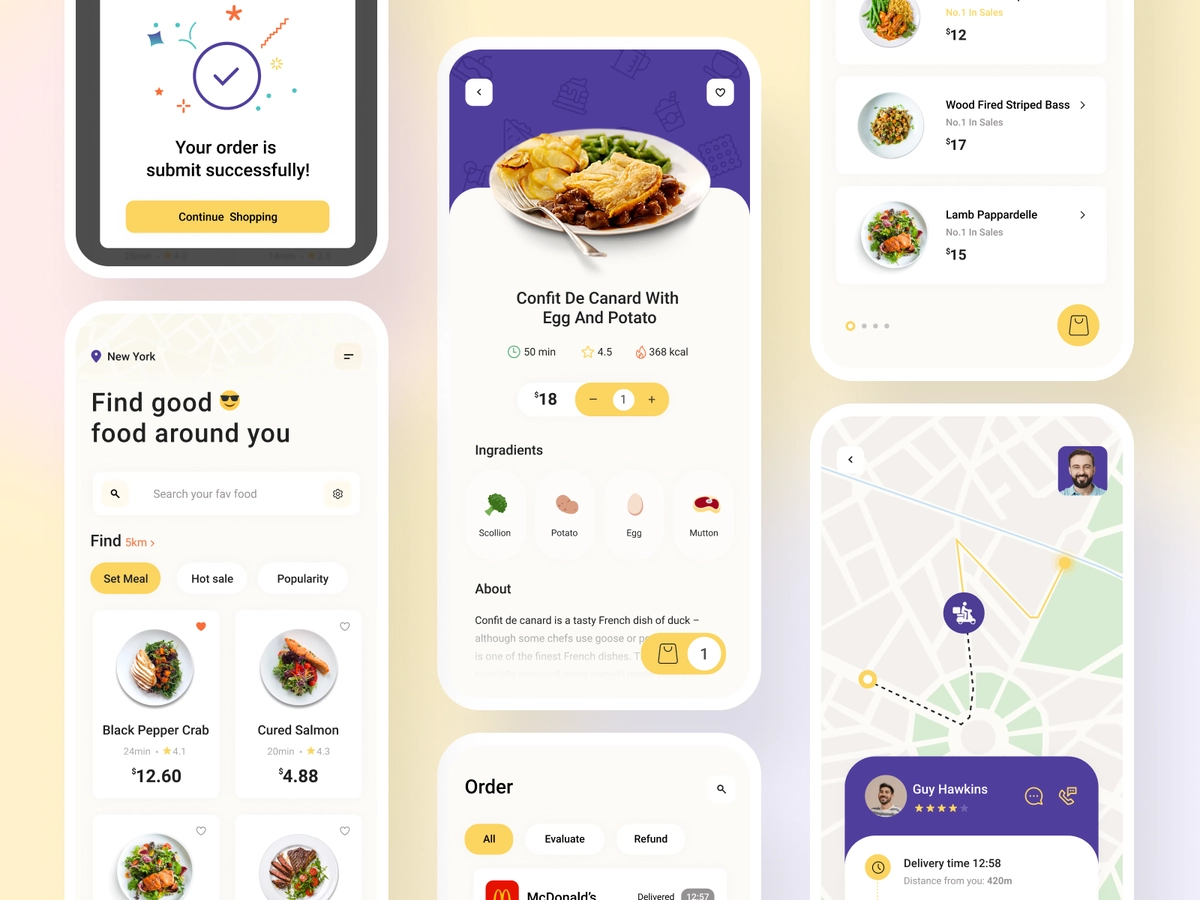 Your order is
submit successfully!
Continue Shopping
New York
Find good
food around you
Search your fav food
Find 5km >
Set Meal
Hot sale
Popularity
Black Pepper Crab
24min • 4.1
$12.60
Cured Salmon
20min • 4.3
$4.88
Confit De Canard With
Egg And Potato
50 min
4.5
368 kcal
$18
− 1 +
Ingradients
Scollion
Potato
Egg
Mutton
About
Confit de canard is a tasty French dish of duck –
although some chefs use goose or
is one of the finest French dishes.
1
Order
All
Evaluate
Refund
McDonald's
Delivered
12:57
No.1 In Sales
$12
Wood Fired Striped Bass
No.1 In Sales
$17
Lamb Pappardelle
No.1 In Sales
$15
Guy Hawkins
Delivery time 12:58
Distance from you: 420m